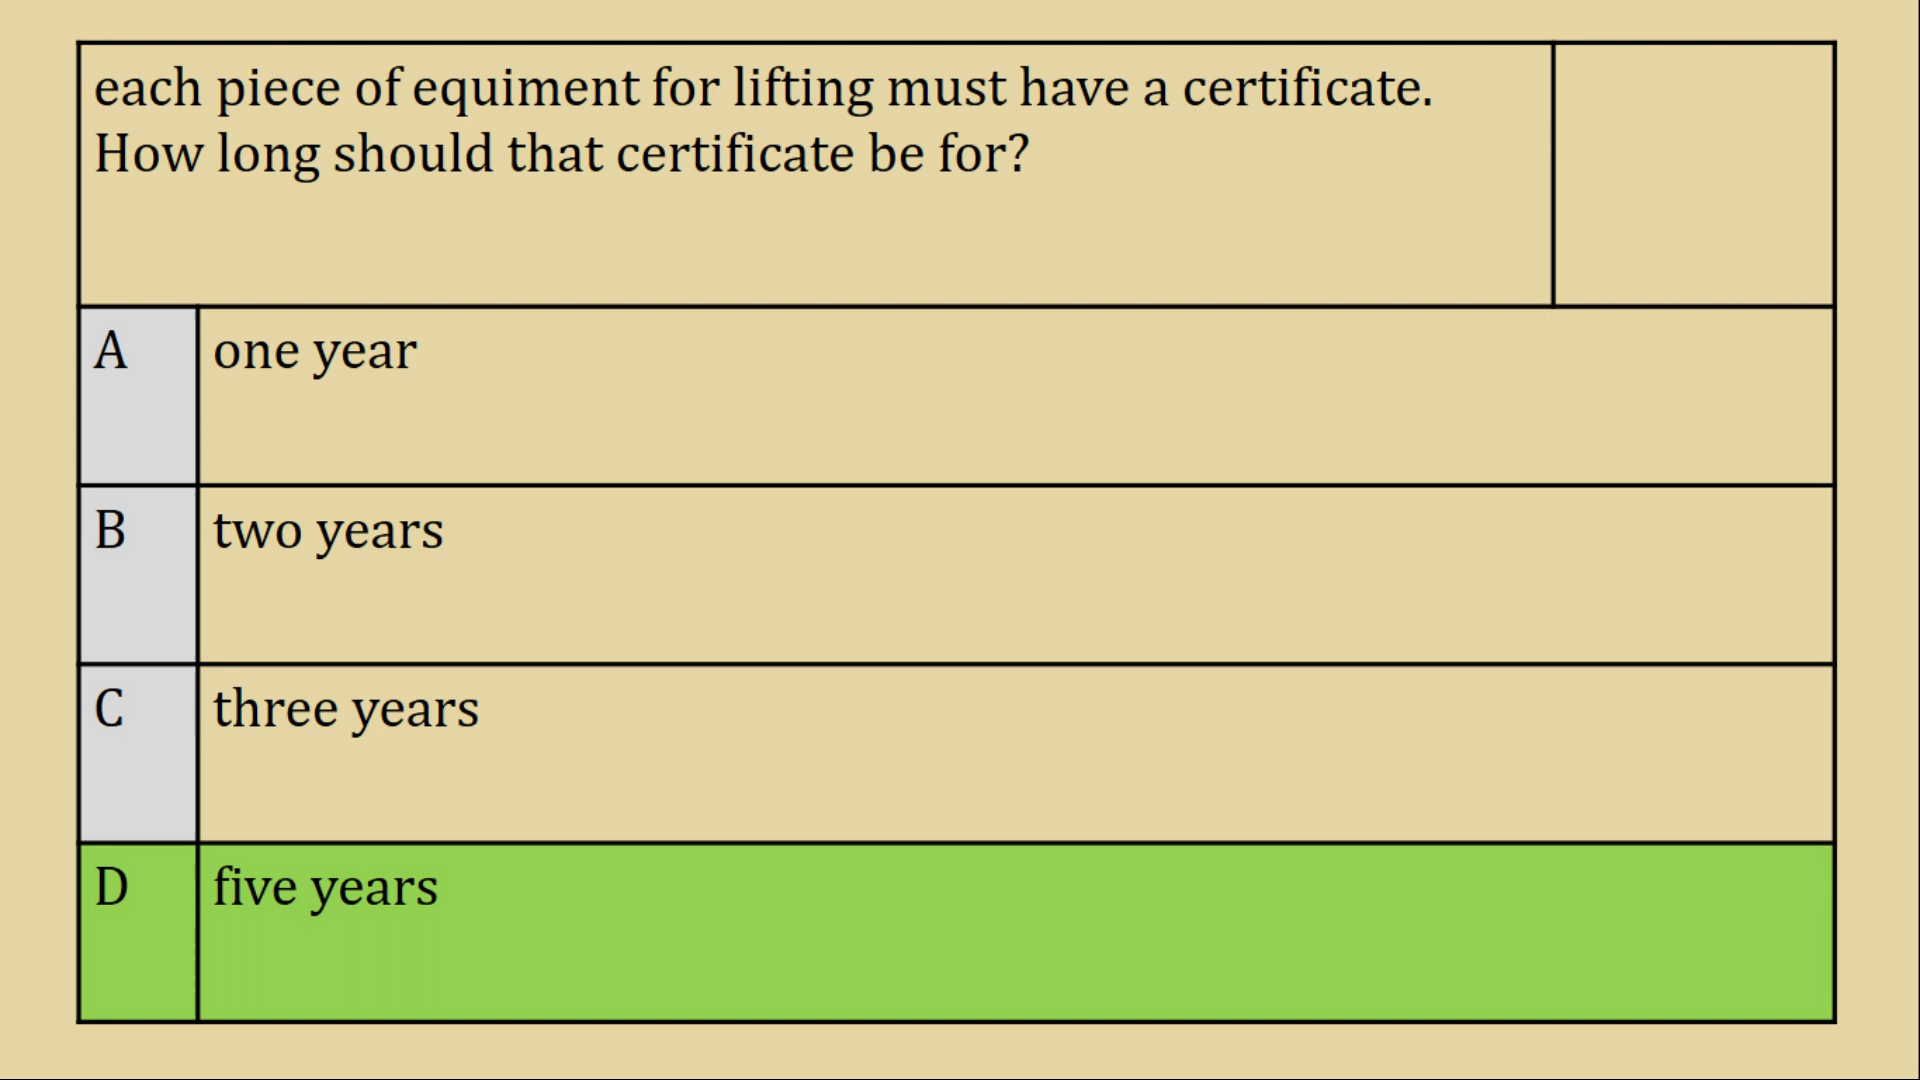 each piece of equiment for lifting must have a certificate.
How long should that certificate be for?
A one year
B two years
C three years
D five years